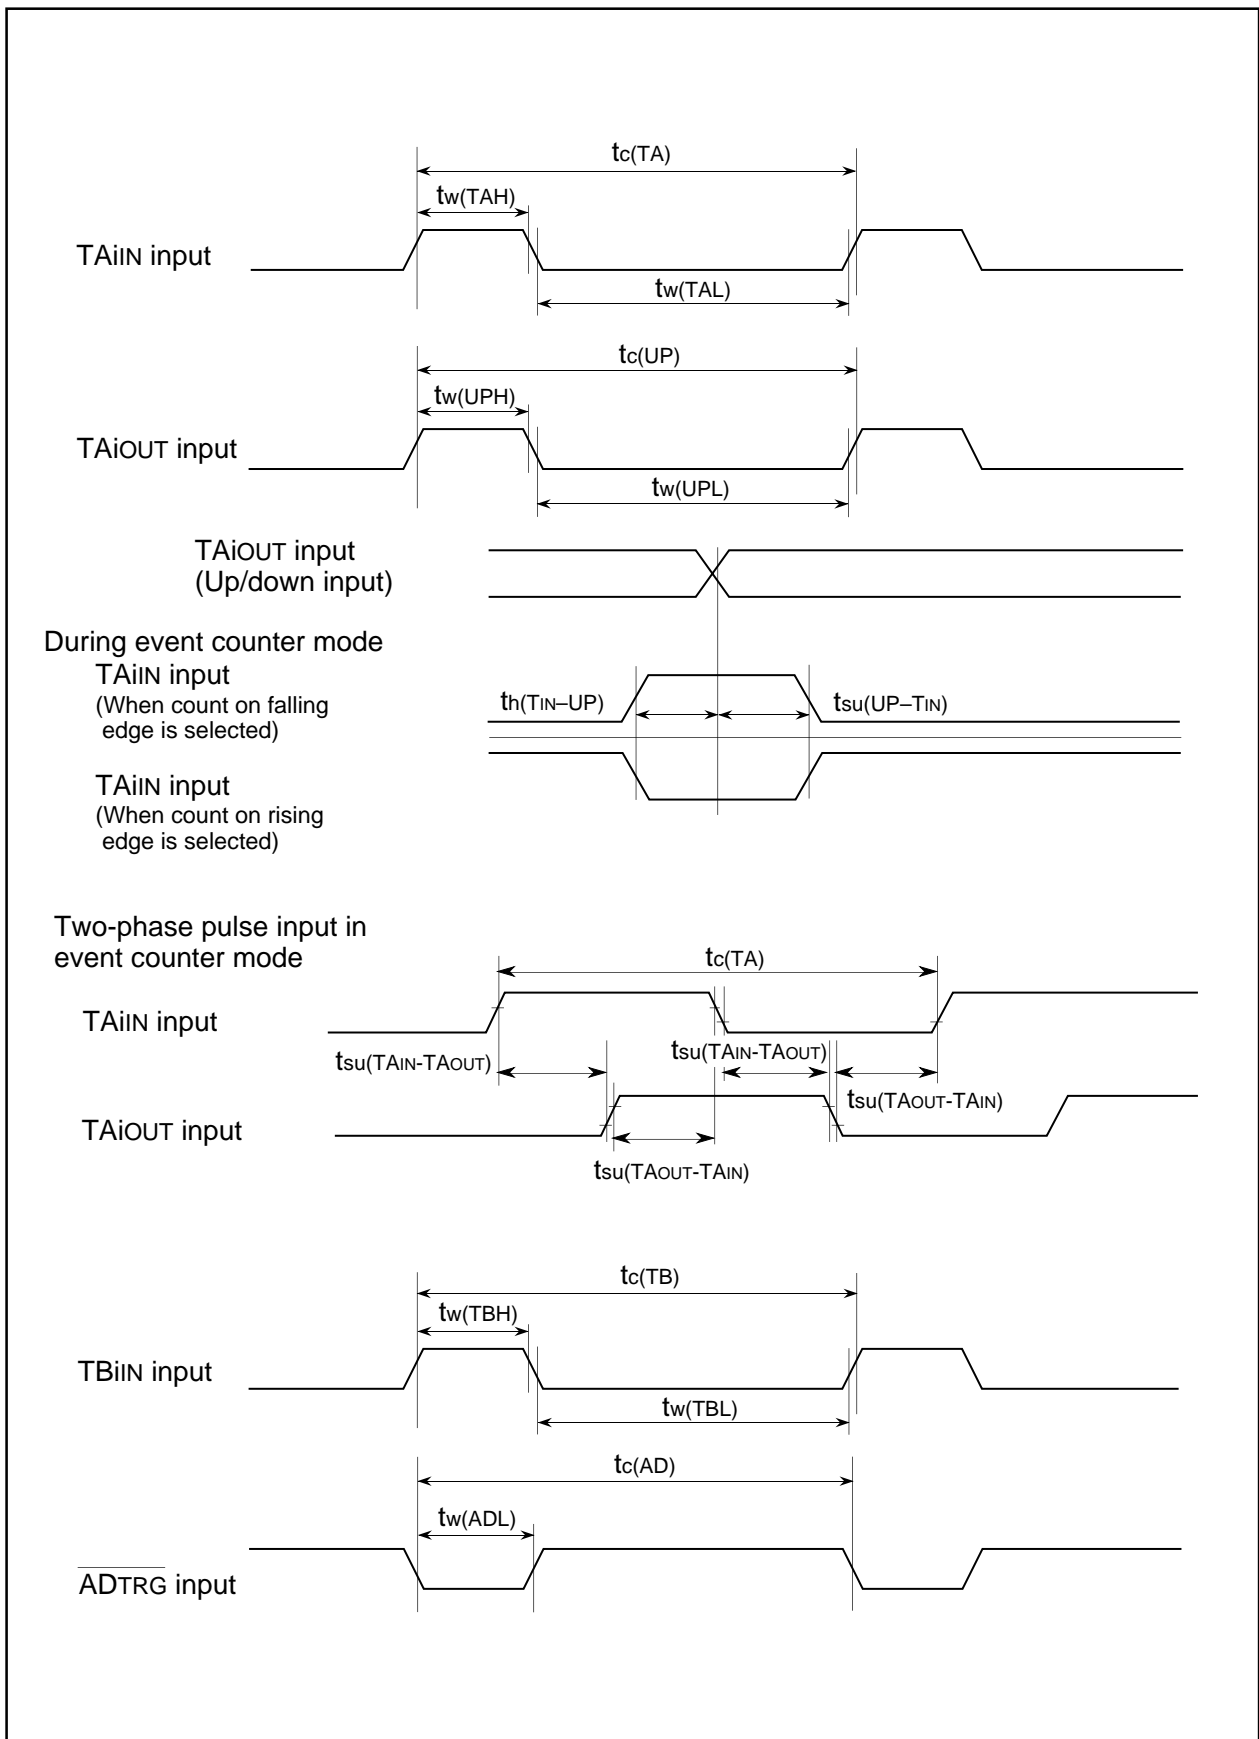 tc(TA)
tw(TAH)
TAiIN input
tw(TAL)
tc(UP)
tw(UPH)
TAiOUT input
tw(UPL)
TAiOUT input
(Up/down input)
During event counter mode
TAiIN input
(When count on falling
edge is selected)
th(TIN–UP)
tsu(UP–TIN)
TAiIN input
(When count on rising
edge is selected)
Two-phase pulse input in
event counter mode
tc(TA)
TAiIN input
tsu(TAIN-TAOUT)
tsu(TAIN-TAOUT)
tsu(TAOUT-TAIN)
TAiOUT input
tsu(TAOUT-TAIN)
tc(TB)
tw(TBH)
TBiIN input
tw(TBL)
tc(AD)
tw(ADL)
ADTRG input